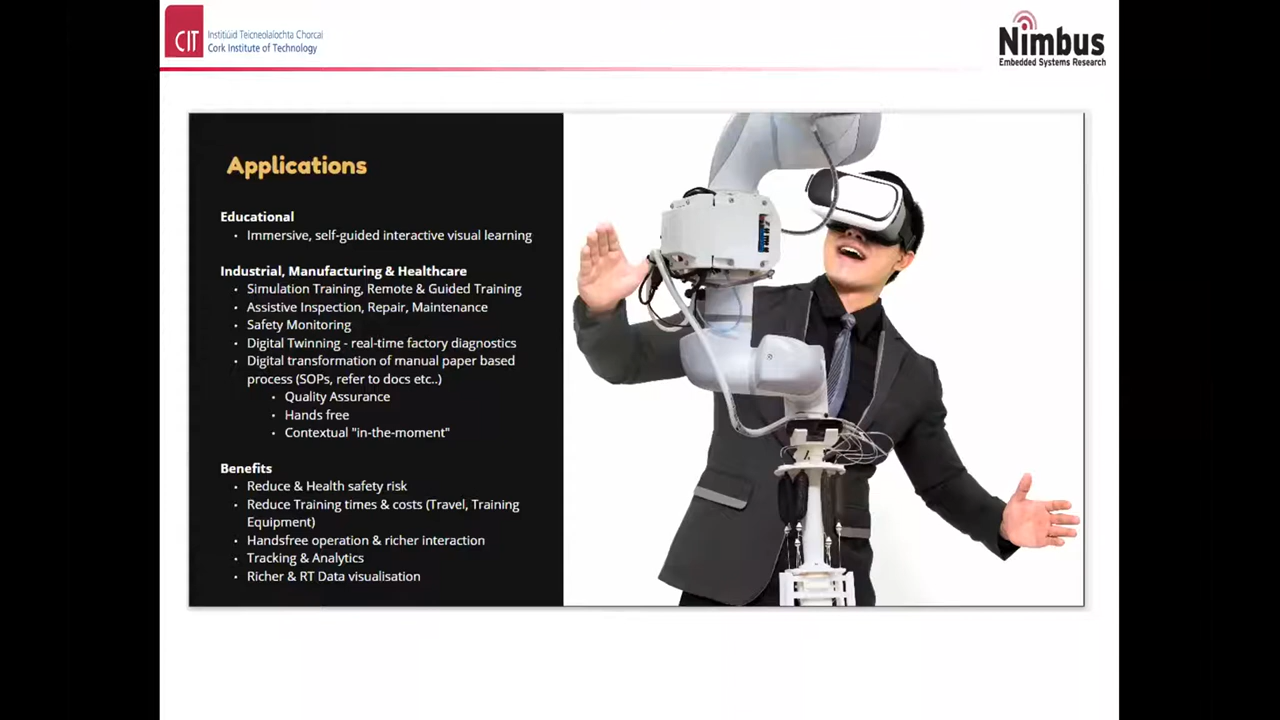 CIT
Institiúid Teicneolaíochta Chorcaí
Cork Institute of Technology
Nimbus
Embedded Systems Research
Applications
Educational
• Immersive, self-guided interactive visual learning
Industrial, Manufacturing & Healthcare
• Simulation Training, Remote & Guided Training
• Assistive Inspection, Repair, Maintenance
• Safety Monitoring
• Digital Twinning - real-time factory diagnostics
• Digital transformation of manual paper based
process (SOPs, refer to docs etc..)
• Quality Assurance
• Hands free
• Contextual "in-the-moment"
Benefits
• Reduce & Health safety risk
• Reduce Training times & costs (Travel, Training
Equipment)
• Handsfree operation & richer interaction
• Tracking & Analytics
• Richer & RT Data visualisation